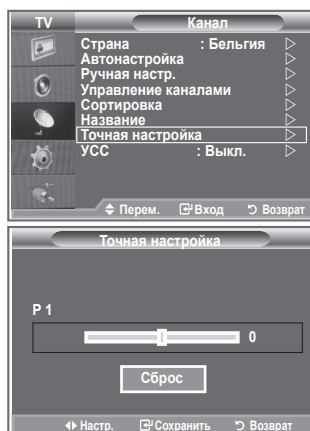 TV Канал
Страна : Бельгия
Автонастройка
Ручная настр.
Управление каналами
Сортировка
Название
Точная настройка
УСС : Выкл.
Перем. Вход Возврат
Точная настройка
P 1
0
Сброс
Настр. Сохранить Возврат